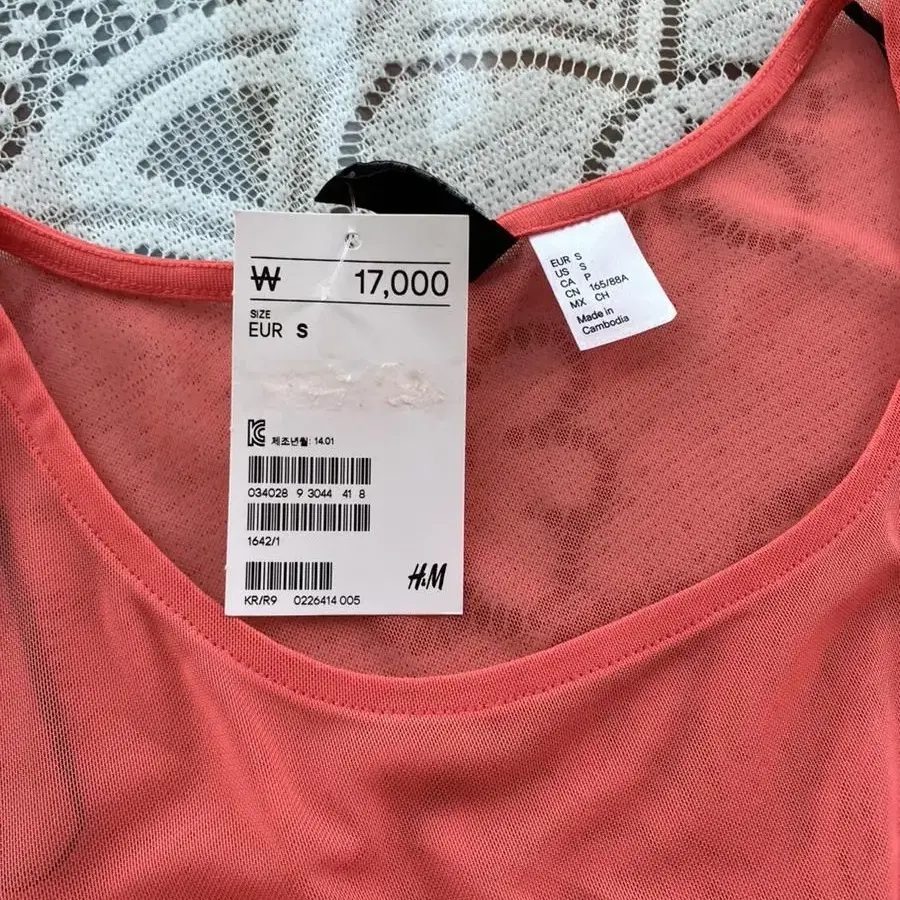 ₩ 17,000
SIZE
EUR S
KC 제조년월: 14.01
034028 9 3044 41 8
1642/1
H&M
KR/R9 0226414 005
EUR S
US S
CA P
CN 165/88A
MX CH
Made in
Cambodia